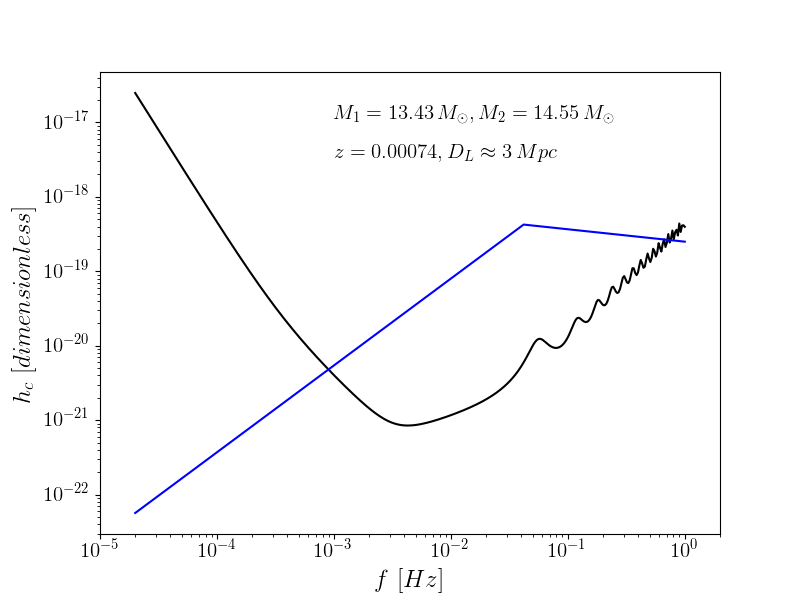 M₁ = 13.43 M☉, M₂ = 14.55 M☉
z = 0.00074, D_L ≈ 3 Mpc
10⁻¹⁷
10⁻¹⁸
10⁻¹⁹
10⁻²⁰
10⁻²¹
10⁻²²
h_c [dimensionless]
10⁻⁵ 10⁻⁴ 10⁻³ 10⁻² 10⁻¹ 10⁰
f [Hz]